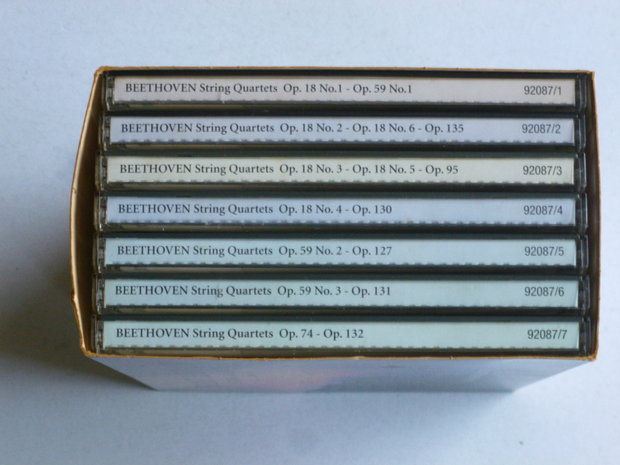 BEETHOVEN String Quartets Op. 18 No.1 - Op. 59 No.1 92087/1
BEETHOVEN String Quartets Op. 18 No. 2 - Op. 18 No. 6 - Op. 135 92087/2
BEETHOVEN String Quartets Op. 18 No. 3 - Op. 18 No. 5 - Op. 95 92087/3
BEETHOVEN String Quartets Op. 18 No. 4 - Op. 130 92087/4
BEETHOVEN String Quartets Op. 59 No. 2 - Op. 127 92087/5
BEETHOVEN String Quartets Op. 59 No. 3 - Op. 131 92087/6
BEETHOVEN String Quartets Op. 74 - Op. 132 92087/7